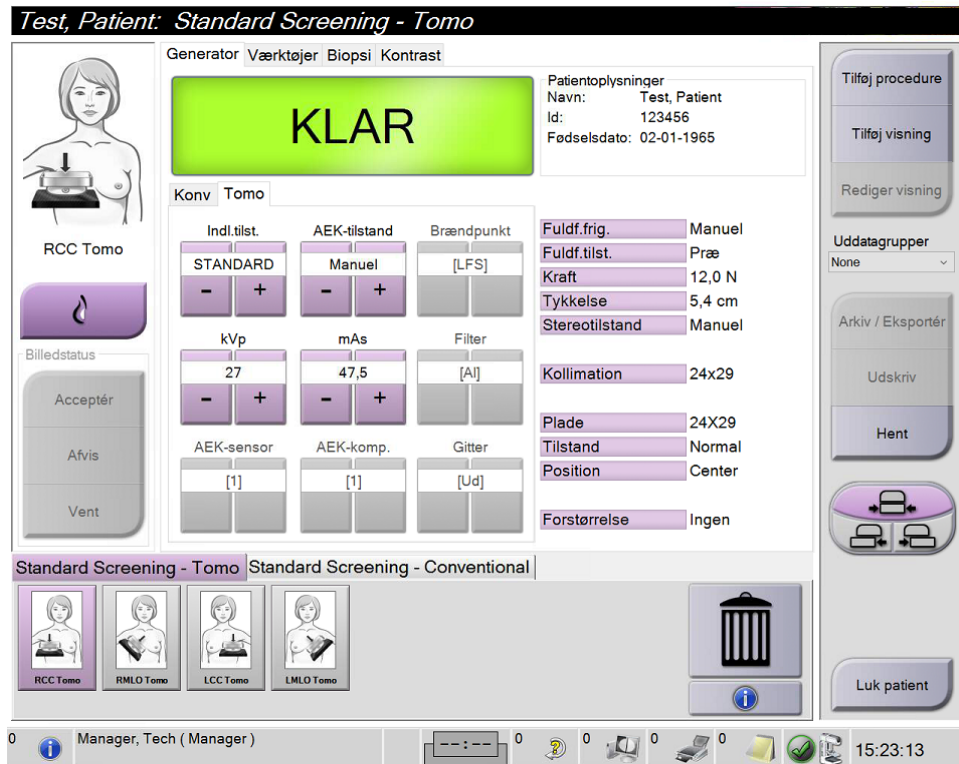 Test, Patient: Standard Screening - Tomo
Generator Værktøjer Biopsi Kontrast
KLAR
Patientoplysninger
Navn: Test, Patient
Id: 123456
Fødselsdato: 02-01-1965
RCC Tomo
Billedstatus
Acceptér
Afvis
Vent
Konv Tomo
Indl.tilst. AEK-tilstand Brændpunkt
STANDARD Manuel [LFS]
- + - +
kVp mAs Filter
27 47,5 [Al]
- + - +
AEK-sensor AEK-komp. Gitter
[1] [1] [Ud]
Fuldf.frig. Manuel
Fuldf.tilst. Præ
Kraft 12,0 N
Tykkelse 5,4 cm
Stereotilstand Manuel
Kollimation 24x29
Plade 24X29
Tilstand Normal
Position Center
Forstørrelse Ingen
Tilføj procedure
Tilføj visning
Rediger visning
Uddatagrupper
None
Arkiv / Eksportér
Udskriv
Hent
Standard Screening - Tomo Standard Screening - Conventional
RCC Tomo RMLO Tomo LCC Tomo LMLO Tomo
Luk patient
0 Manager, Tech ( Manager ) --:-- 0 0 0 0 15:23:13